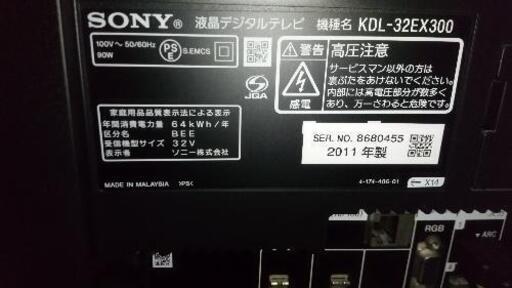 SONY® 液晶デジタルテレビ 機種名 KDL-32EX300
100V～ 50/60Hz
90W
PS
E
S.EMCS
JQA
警告 高圧注意
感電
サービスマン以外の方は
裏ぶたをあけないでください。
内部には高電圧部分が数多く
あり、万一さわると危険です。
家庭用品品質表示法による表示
年間消費電力量 64kWh/年
区分名 BEE
受信機型サイズ 32V
表示者 ソニー株式会社
SER. NO. 8680455
2011 年製
MADE IN MALAYSIA >PS<
4-174-406-01
X14
RGB
ARC